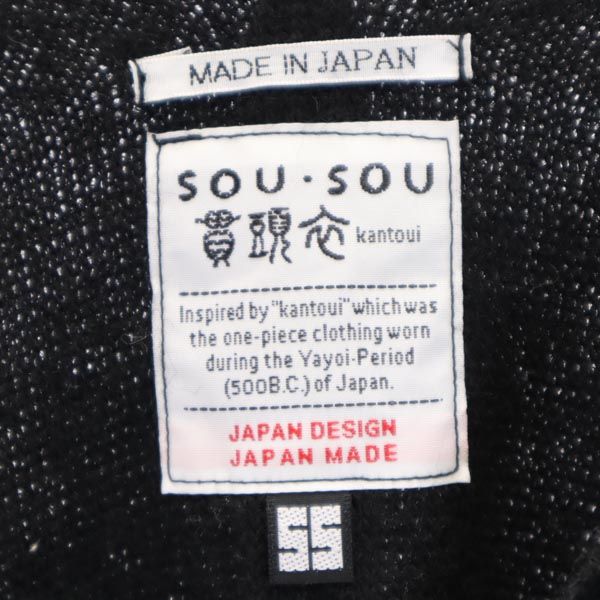 MADE IN JAPAN
SOU・SOU
貫頭衣 kantoui
Inspired by "kantoui" which was
the one-piece clothing worn
during the Yayoi-Period
(500B.C.) of Japan.
JAPAN DESIGN
JAPAN MADE
SS